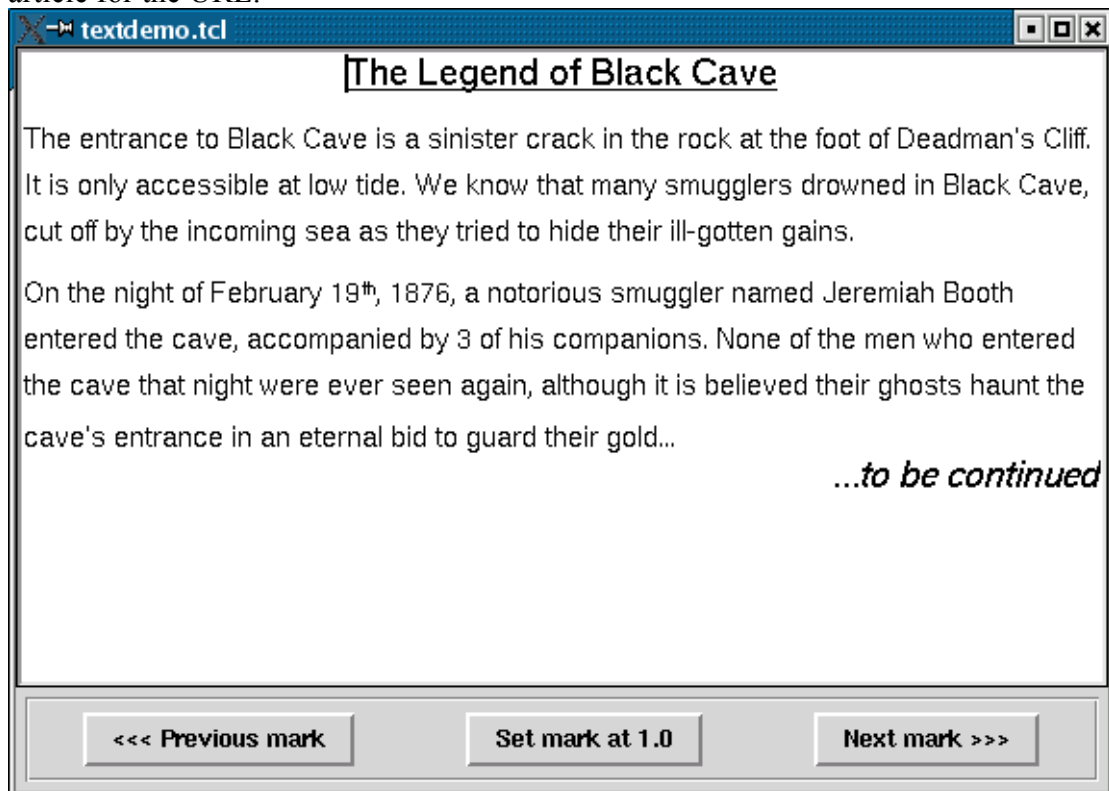 article for the URL.
textdemo.tcl
The Legend of Black Cave
The entrance to Black Cave is a sinister crack in the rock at the foot of Deadman's Cliff.
It is only accessible at low tide. We know that many smugglers drowned in Black Cave,
cut off by the incoming sea as they tried to hide their ill-gotten gains.
On the night of February 19th, 1876, a notorious smuggler named Jeremiah Booth
entered the cave, accompanied by 3 of his companions. None of the men who entered
the cave that night were ever seen again, although it is believed their ghosts haunt the
cave's entrance in an eternal bid to guard their gold...
...to be continued
<<< Previous mark
Set mark at 1.0
Next mark >>>